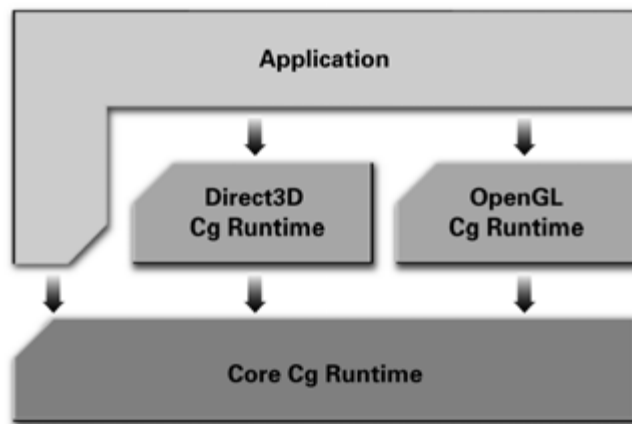 Application
Direct3D
Cg Runtime
OpenGL
Cg Runtime
Core Cg Runtime